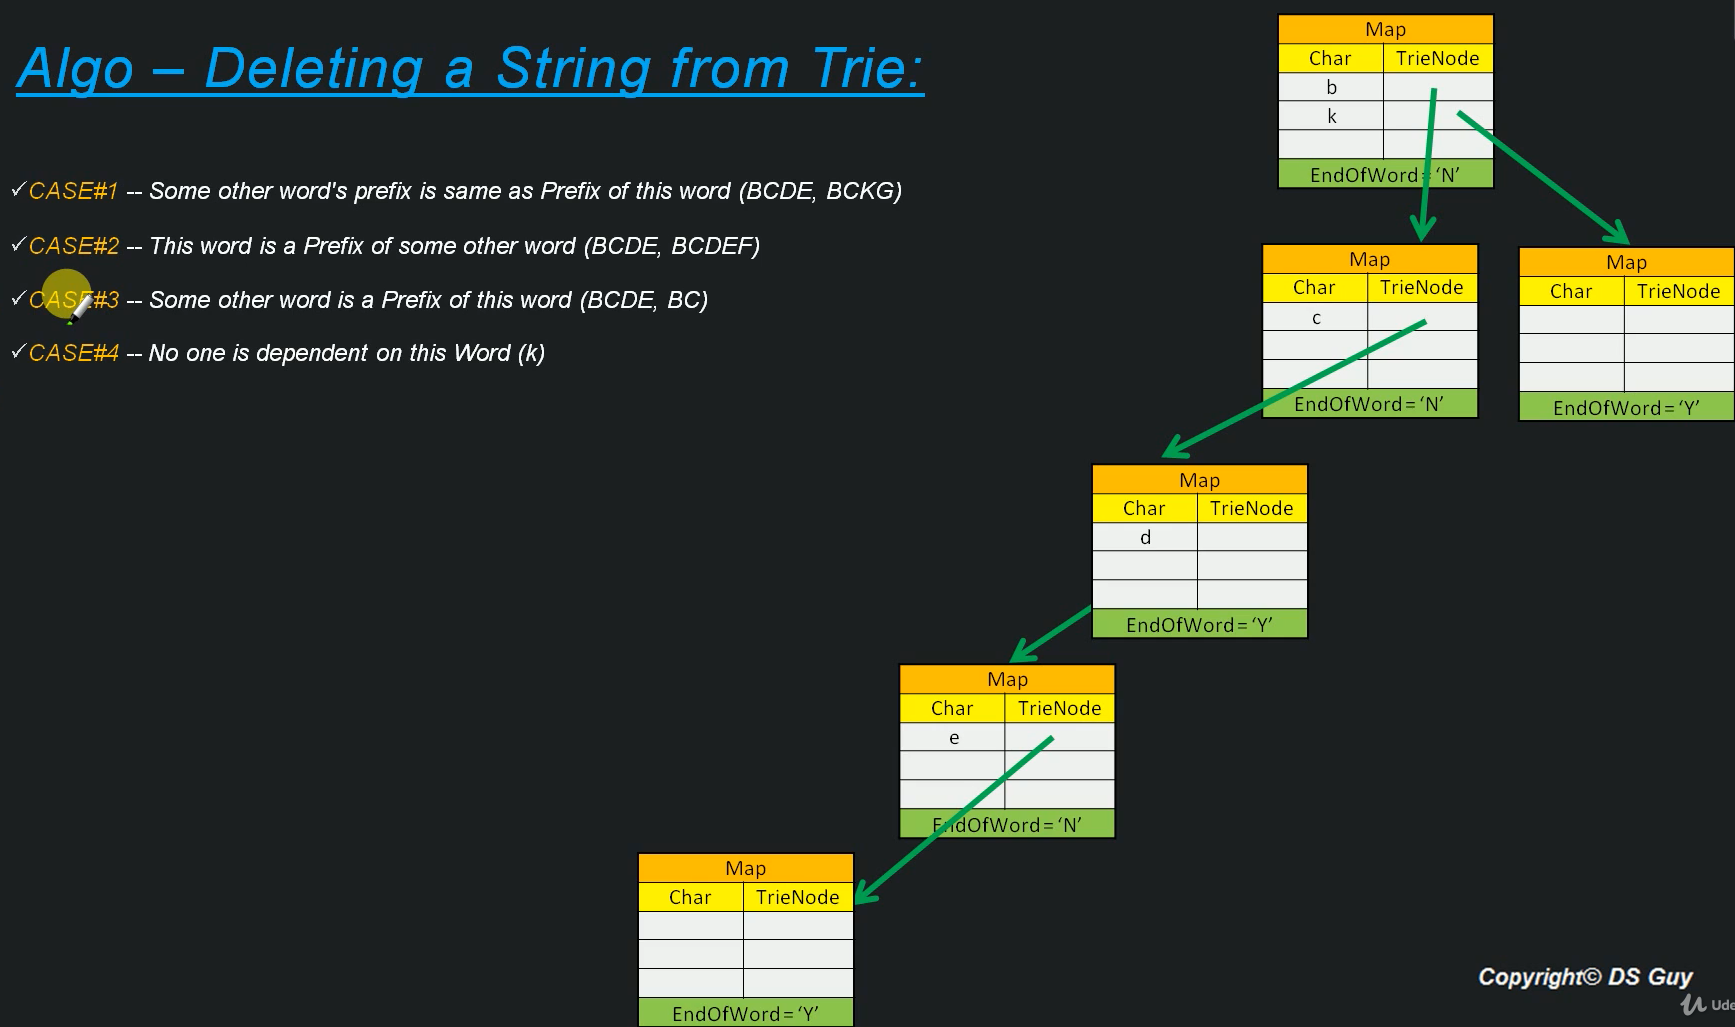 Algo – Deleting a String from Trie:
✓CASE#1 -- Some other word's prefix is same as Prefix of this word (BCDE, BCKG)
✓CASE#2 -- This word is a Prefix of some other word (BCDE, BCDEF)
✓CASE#3 -- Some other word is a Prefix of this word (BCDE, BC)
✓CASE#4 -- No one is dependent on this Word (k)
Map
Char TrieNode
b
k
EndOfWord= ‘N’
Map
Char TrieNode
c
EndOfWord= ‘N’
Map
Char TrieNode
EndOfWord= ‘Y’
Map
Char TrieNode
d
EndOfWord= ‘Y’
Map
Char TrieNode
e
EndOfWord= ‘N’
Map
Char TrieNode
EndOfWord= ‘Y’
Copyright© DS Guy